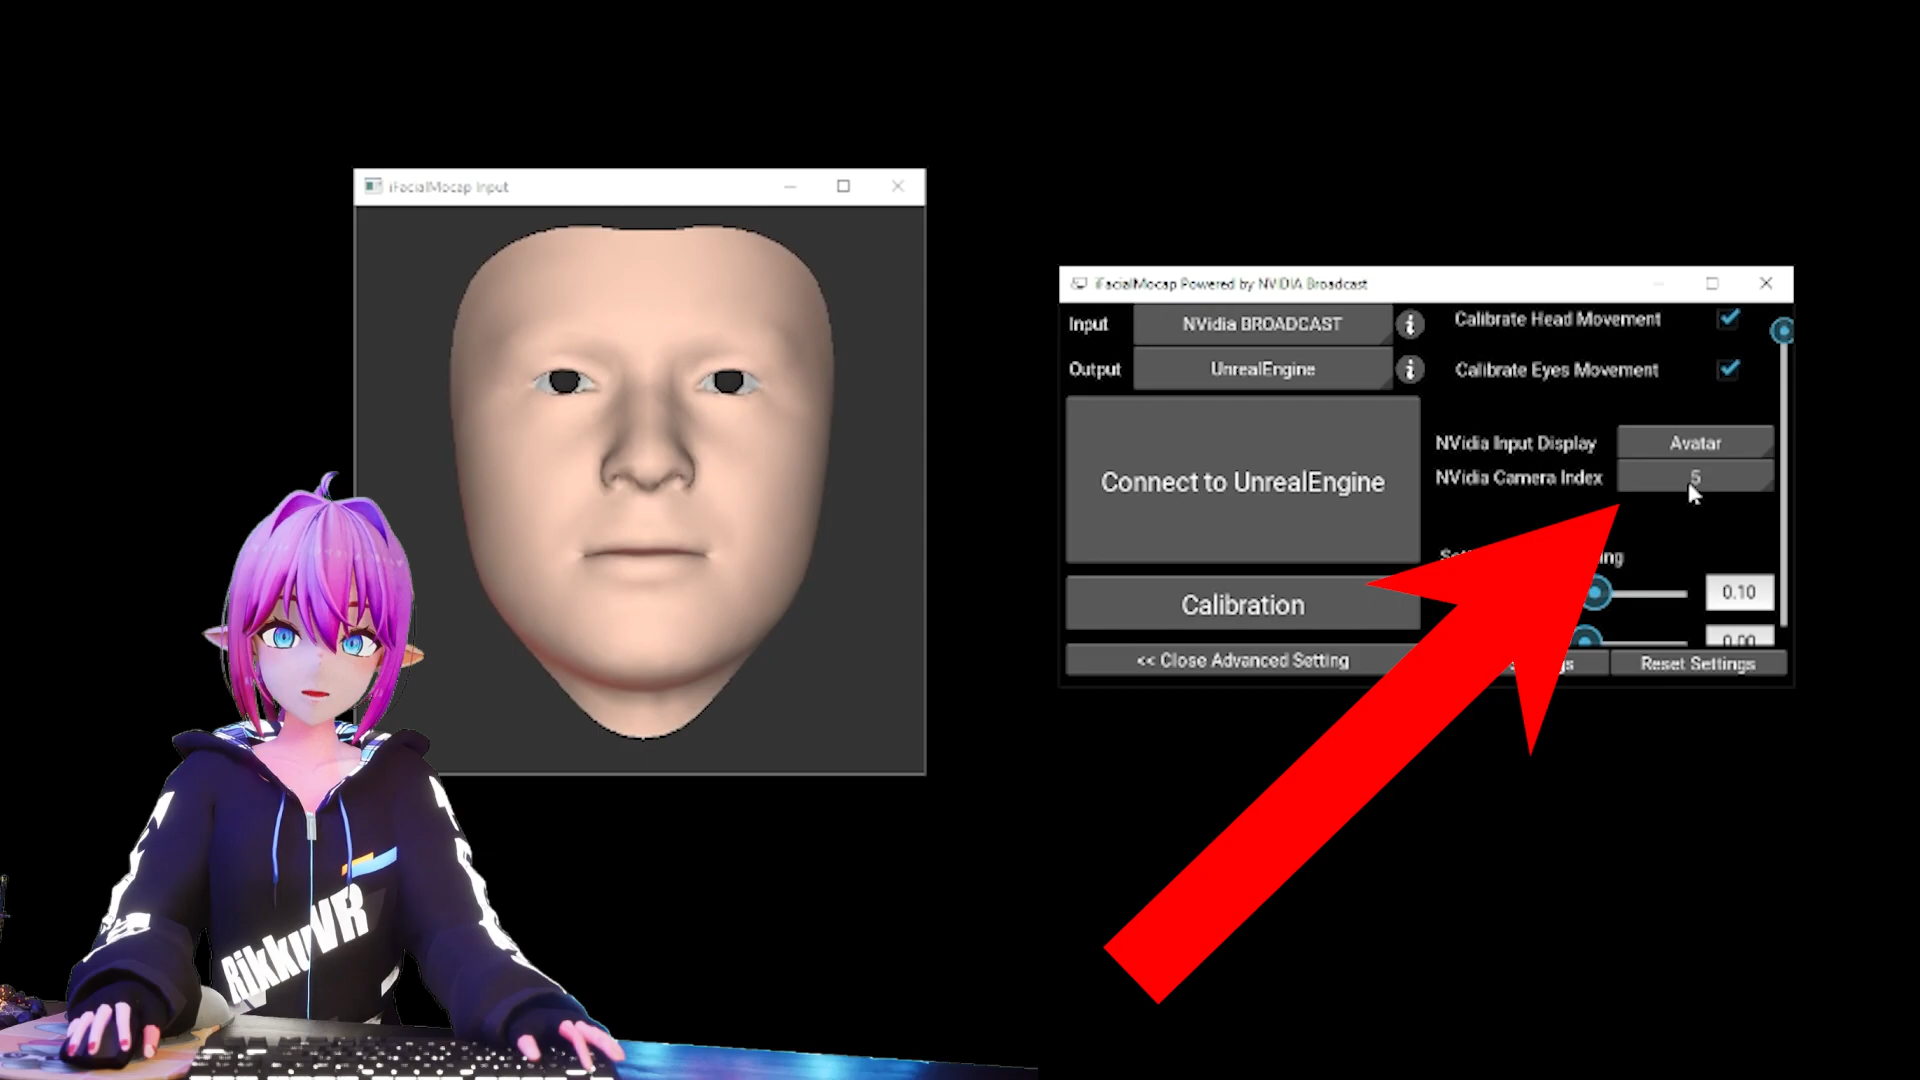 iFacialMocap Input
iFacialMocap Powered by NVIDIA Broadcast
Input
NVidia BROADCAST
Calibrate Head Movement
Output
UnrealEngine
Calibrate Eyes Movement
Connect to UnrealEngine
NVidia Input Display
Avatar
NVidia Camera Index
5
0.10
Calibration
0.00
<< Close Advanced Setting
Reset Settings
RikkuVR